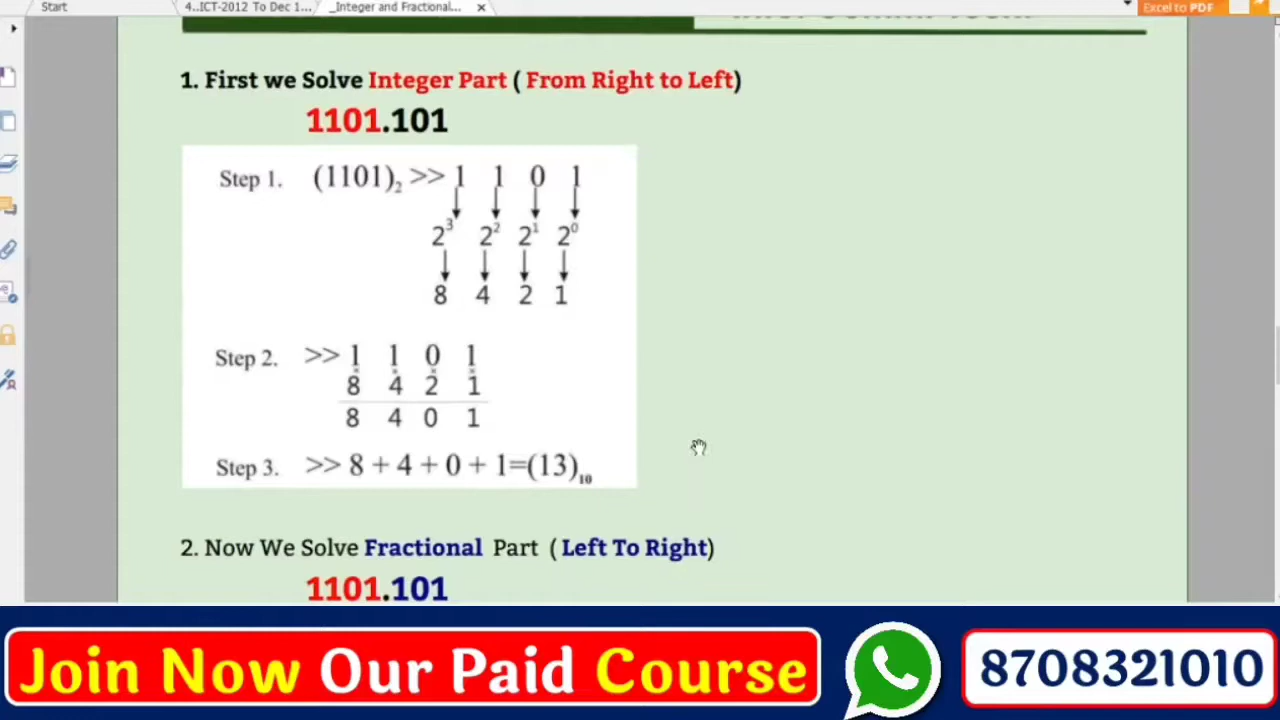 Start 4..ICT-2012 To Dec 1... _Integer and Fractional... × Excel to PDF
1. First we Solve Integer Part ( From Right to Left)
1101.101
Step 1. (1101)₂ >> 1 1 0 1
2³ 2² 2¹ 2⁰
8 4 2 1
Step 2. >> 1 1 0 1
× × × ×
8 4 2 1
8 4 0 1
Step 3. >> 8 + 4 + 0 + 1=(13)₁₀
2. Now We Solve Fractional Part ( Left To Right)
1101.101
Join Now Our Paid Course 8708321010